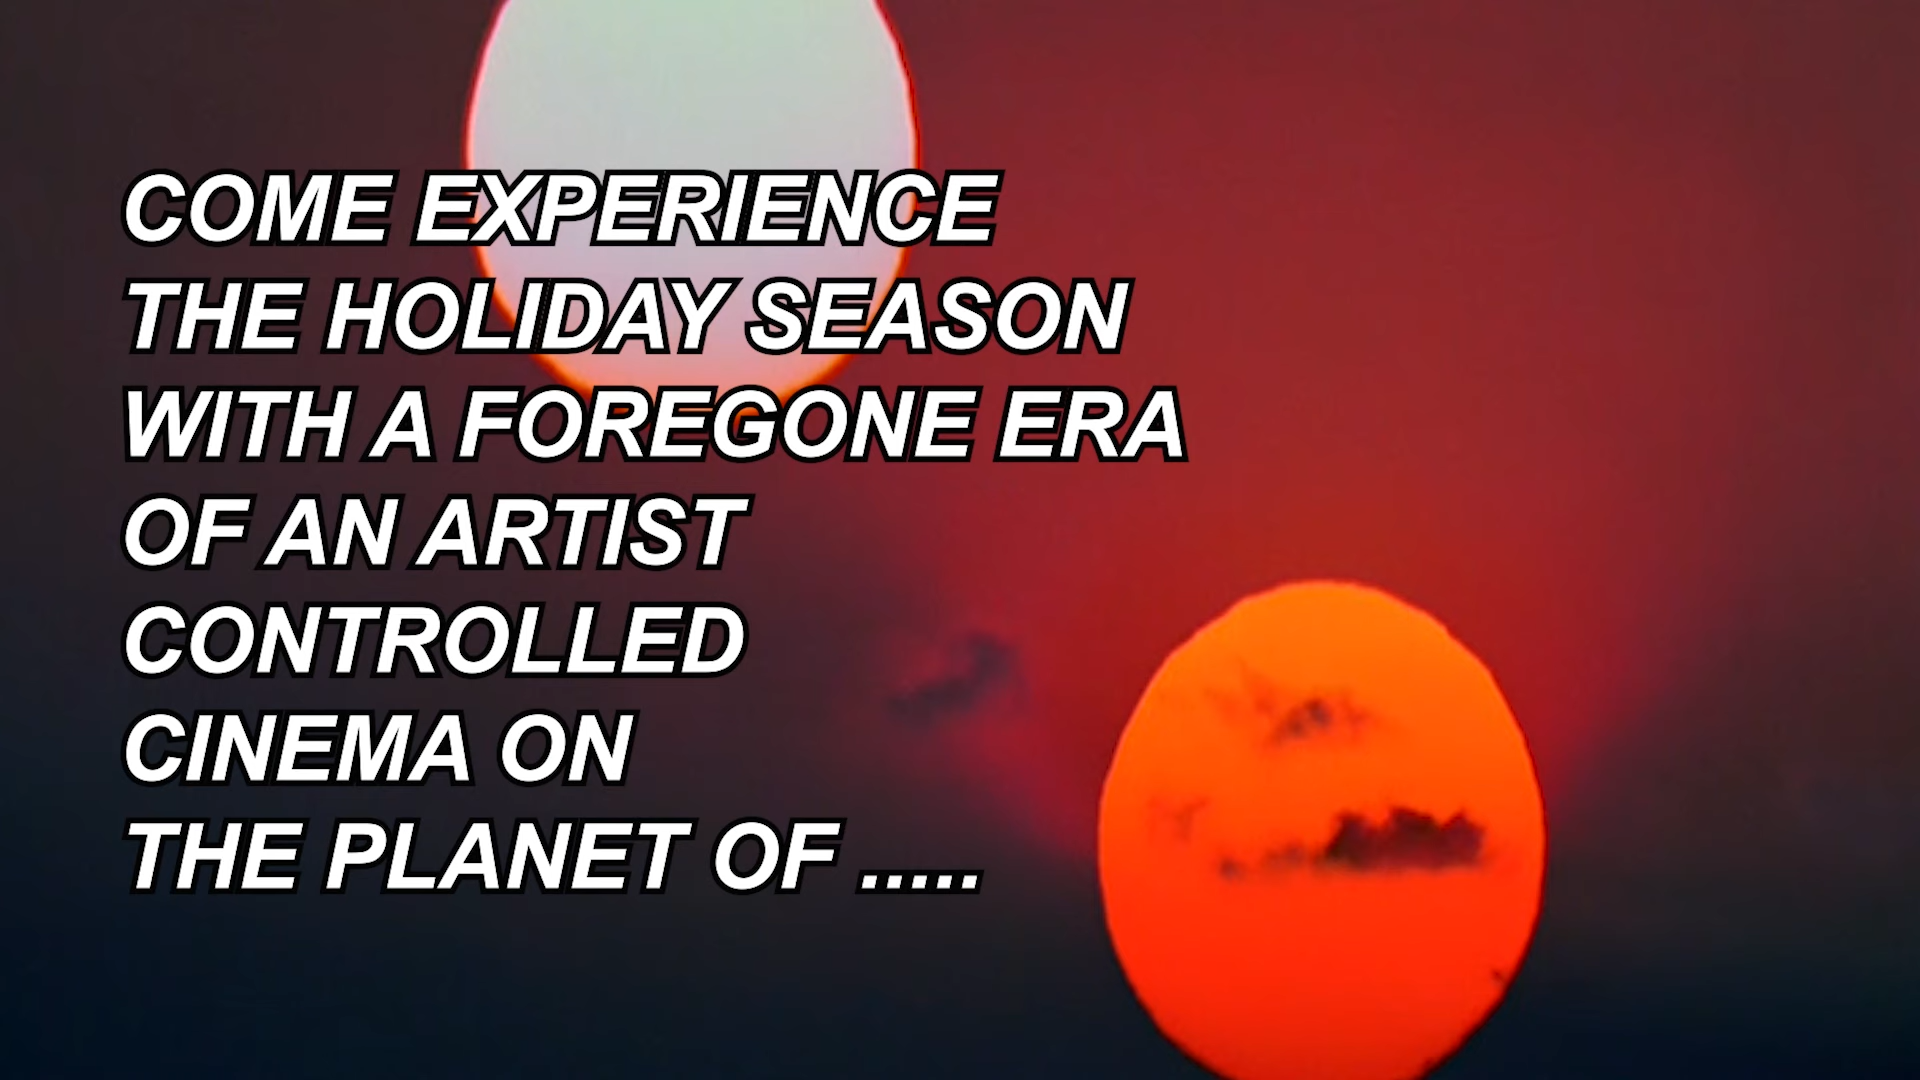 COME EXPERIENCE
THE HOLIDAY SEASON
WITH A FOREGONE ERA
OF AN ARTIST
CONTROLLED
CINEMA ON
THE PLANET OF .....